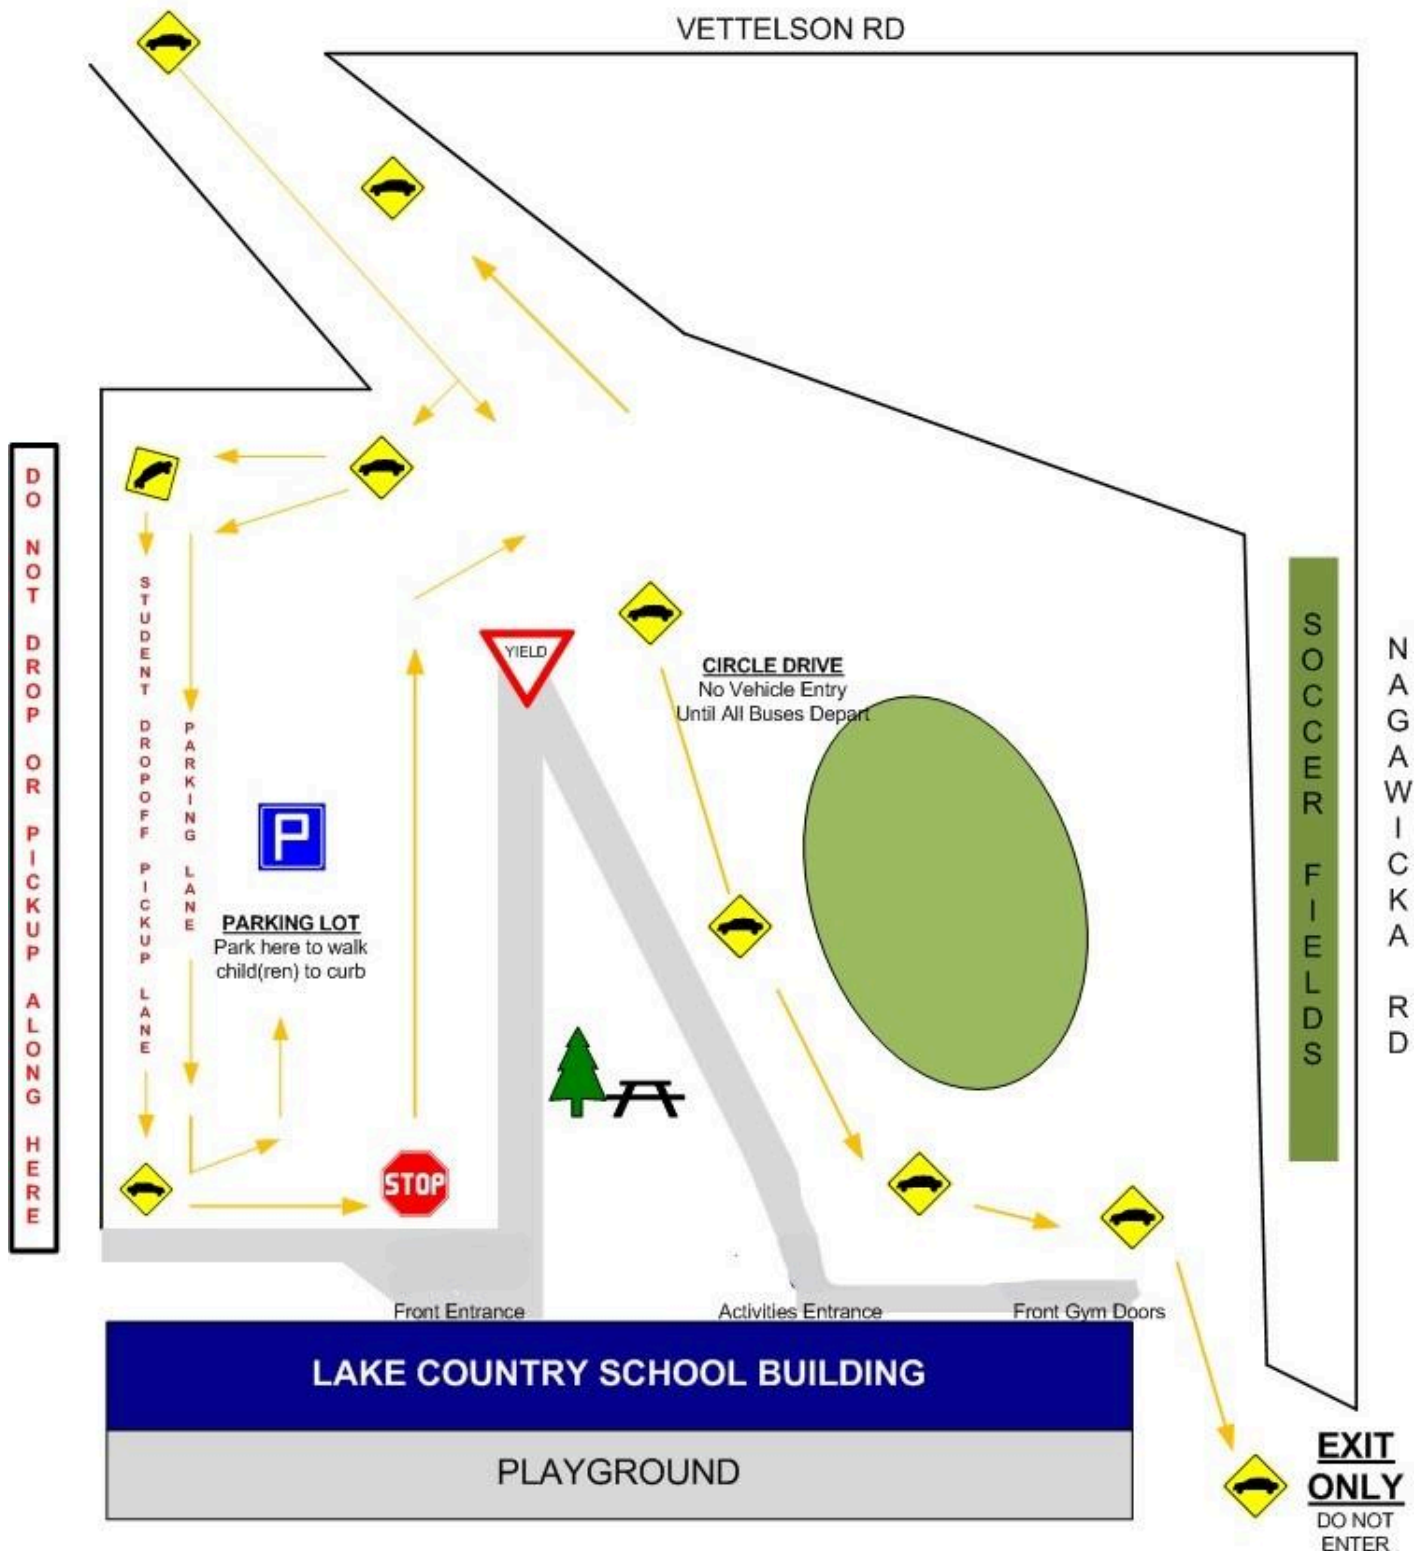 VETTELSON RD
DO NOT DROP OR PICKUP ALONG HERE
STUDENT DROPOFF PICKUP LANE
PARKING LANE
P
PARKING LOT
Park here to walk
child(ren) to curb
STOP
YIELD
CIRCLE DRIVE
No Vehicle Entry
Until All Buses Depart
SOCCER FIELDS
NAGAWICKA RD
Front Entrance
Activities Entrance
Front Gym Doors
LAKE COUNTRY SCHOOL BUILDING
PLAYGROUND
EXIT
ONLY
DO NOT
ENTER